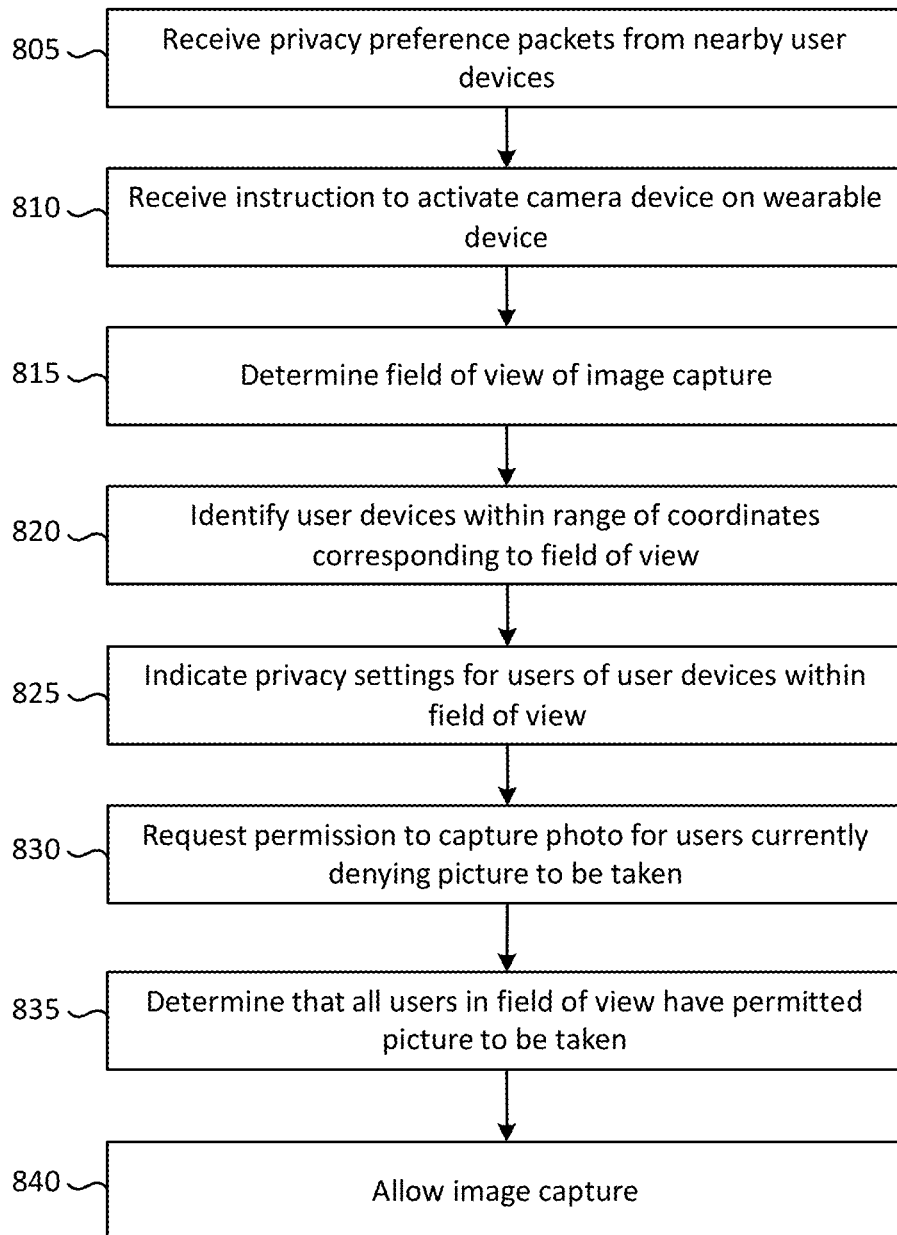 805
Receive privacy preference packets from nearby user
devices
810
Receive instruction to activate camera device on wearable
device
815
Determine field of view of image capture
820
Identify user devices within range of coordinates
corresponding to field of view
825
Indicate privacy settings for users of user devices within
field of view
830
Request permission to capture photo for users currently
denying picture to be taken
835
Determine that all users in field of view have permitted
picture to be taken
840
Allow image capture